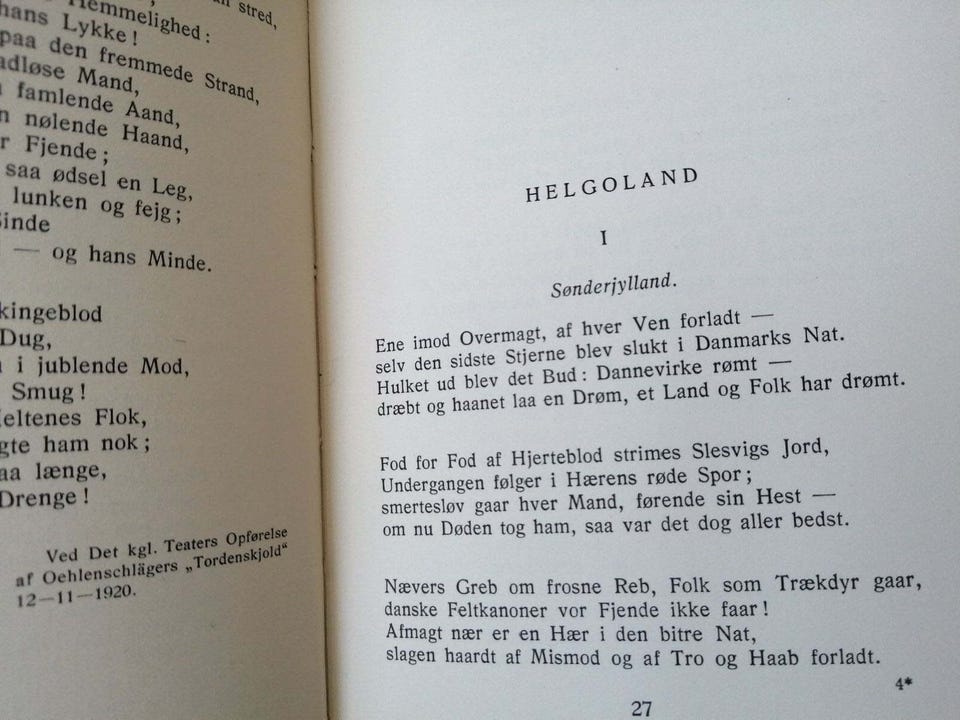 stred,
Hemmelighed:
hans Lykke!
paa den fremmede Strand,
Mand,
famlende Aand,
nølende Haand,
Fjende;
saa ødsel en Leg,
lunken og fejg;
— og hans Minde.
Dug,
i jublende Mod,
Smug!
Flok,
ham nok;
længe,
Drenge!
Ved Det kgl. Teaters Opførelse
af Oehlenschlägers „Tordenskjold“
12—11—1920.
HELGOLAND
I
Sønderjylland.
Ene imod Overmagt, af hver Ven forladt —
selv den sidste Stjerne blev slukt i Danmarks Nat.
Hulket ud blev det Bud: Dannevirke rømt —
dræbt og haanet laa en Drøm, et Land og Folk har drømt.
Fod for Fod af Hjerteblod strimes Slesvigs Jord,
Undergangen følger i Hærens røde Spor;
smertesløv gaar hver Mand, førende sin Hest —
om nu Døden tog ham, saa var det dog aller bedst.
Nævers Greb om frosne Reb, Folk som Trækdyr gaar,
danske Feltkanoner vor Fjende ikke faar!
Afmagt nær er en Hær i den bitre Nat,
slagen haardt af Mismod og af Tro og Haab forladt.
4*
27